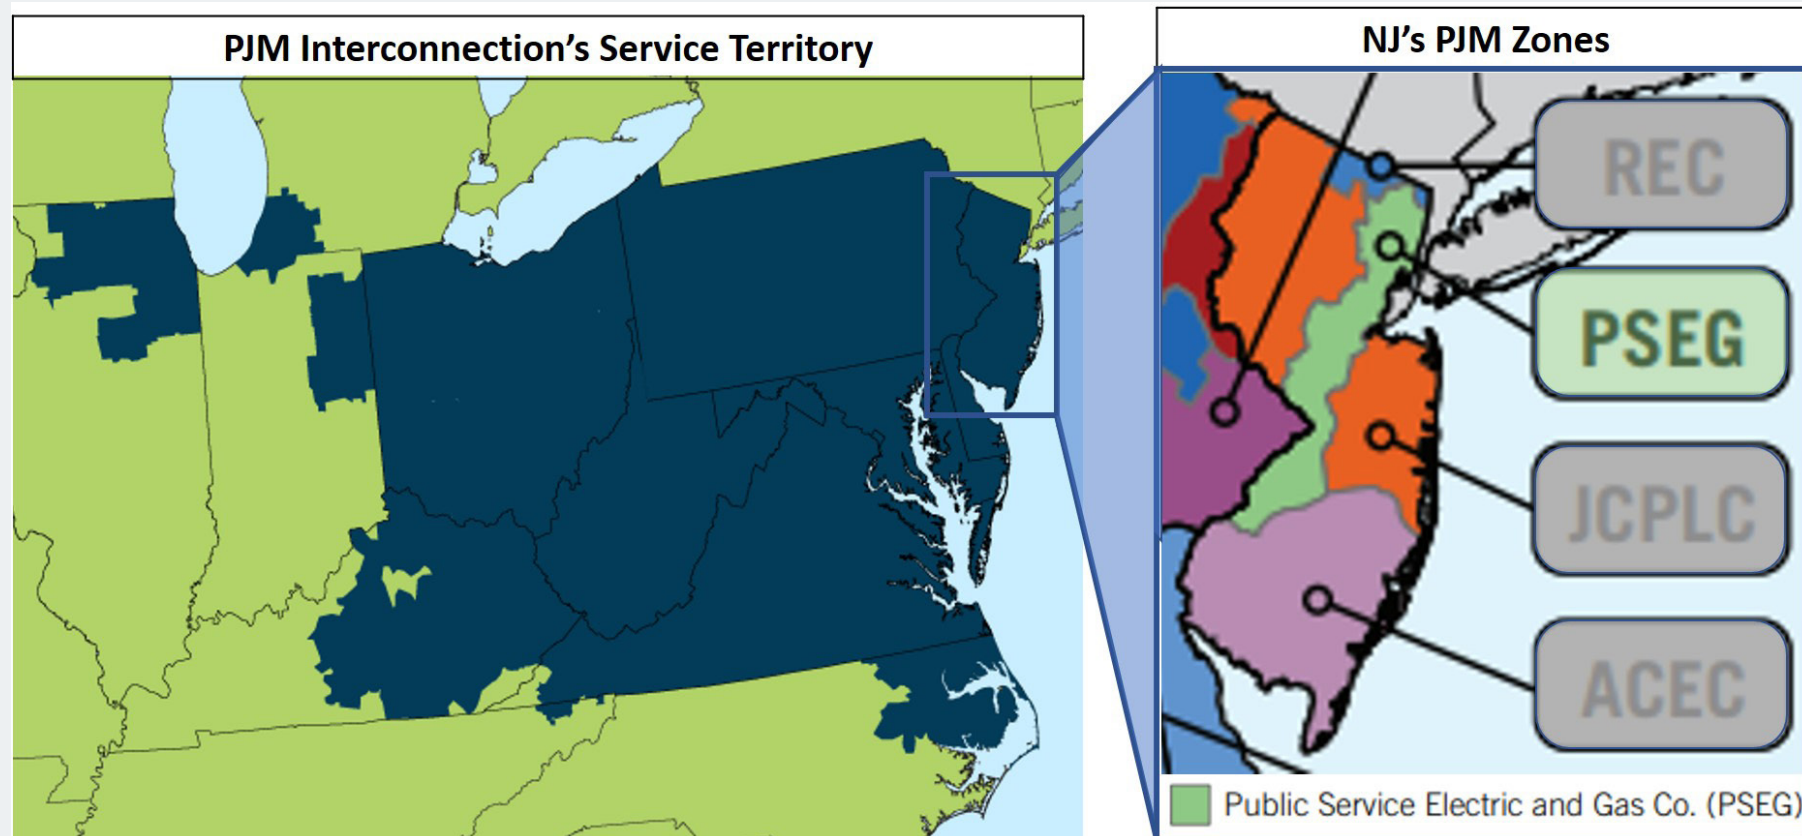 PJM Interconnection's Service Territory
NJ's PJM Zones
REC
PSEG
JCPLC
ACEC
Public Service Electric and Gas Co. (PSEG)